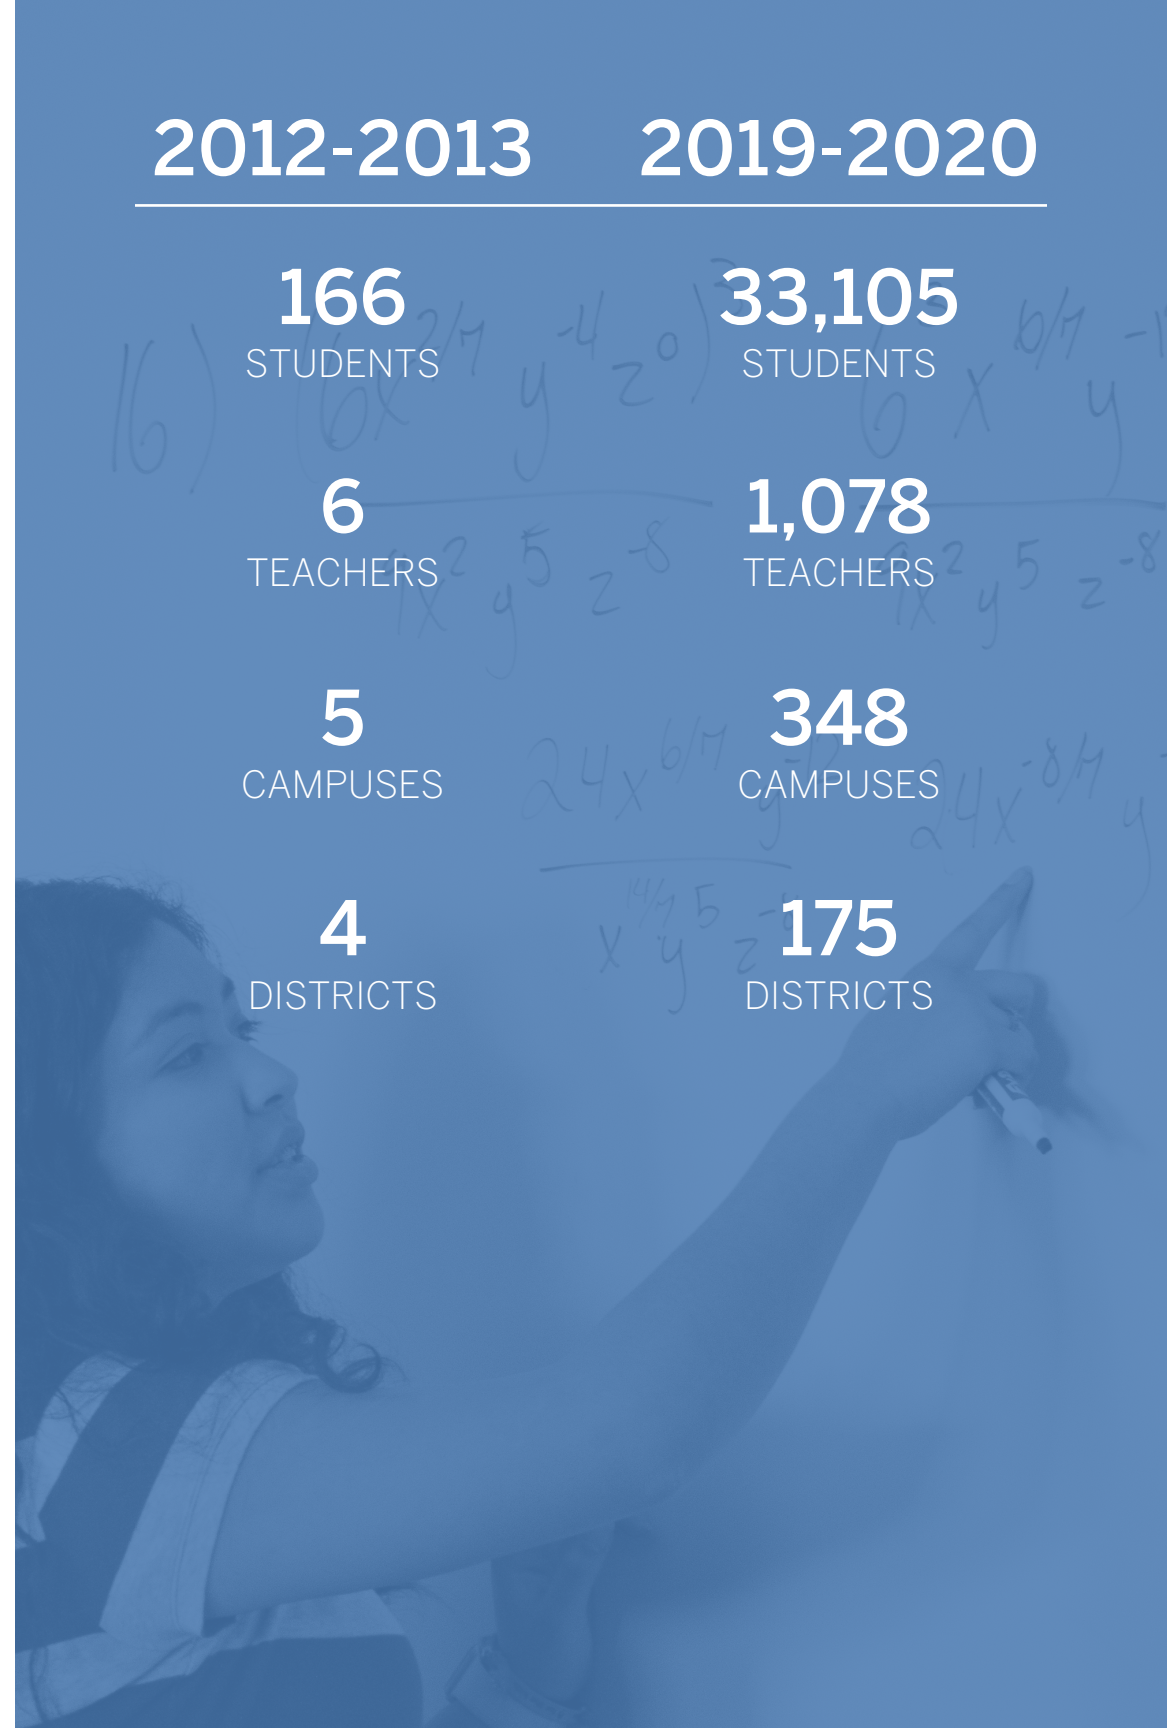 2012-2013 2019-2020
166 33,105
STUDENTS STUDENTS
6 1,078
TEACHERS TEACHERS
5 348
CAMPUSES CAMPUSES
4 175
DISTRICTS DISTRICTS